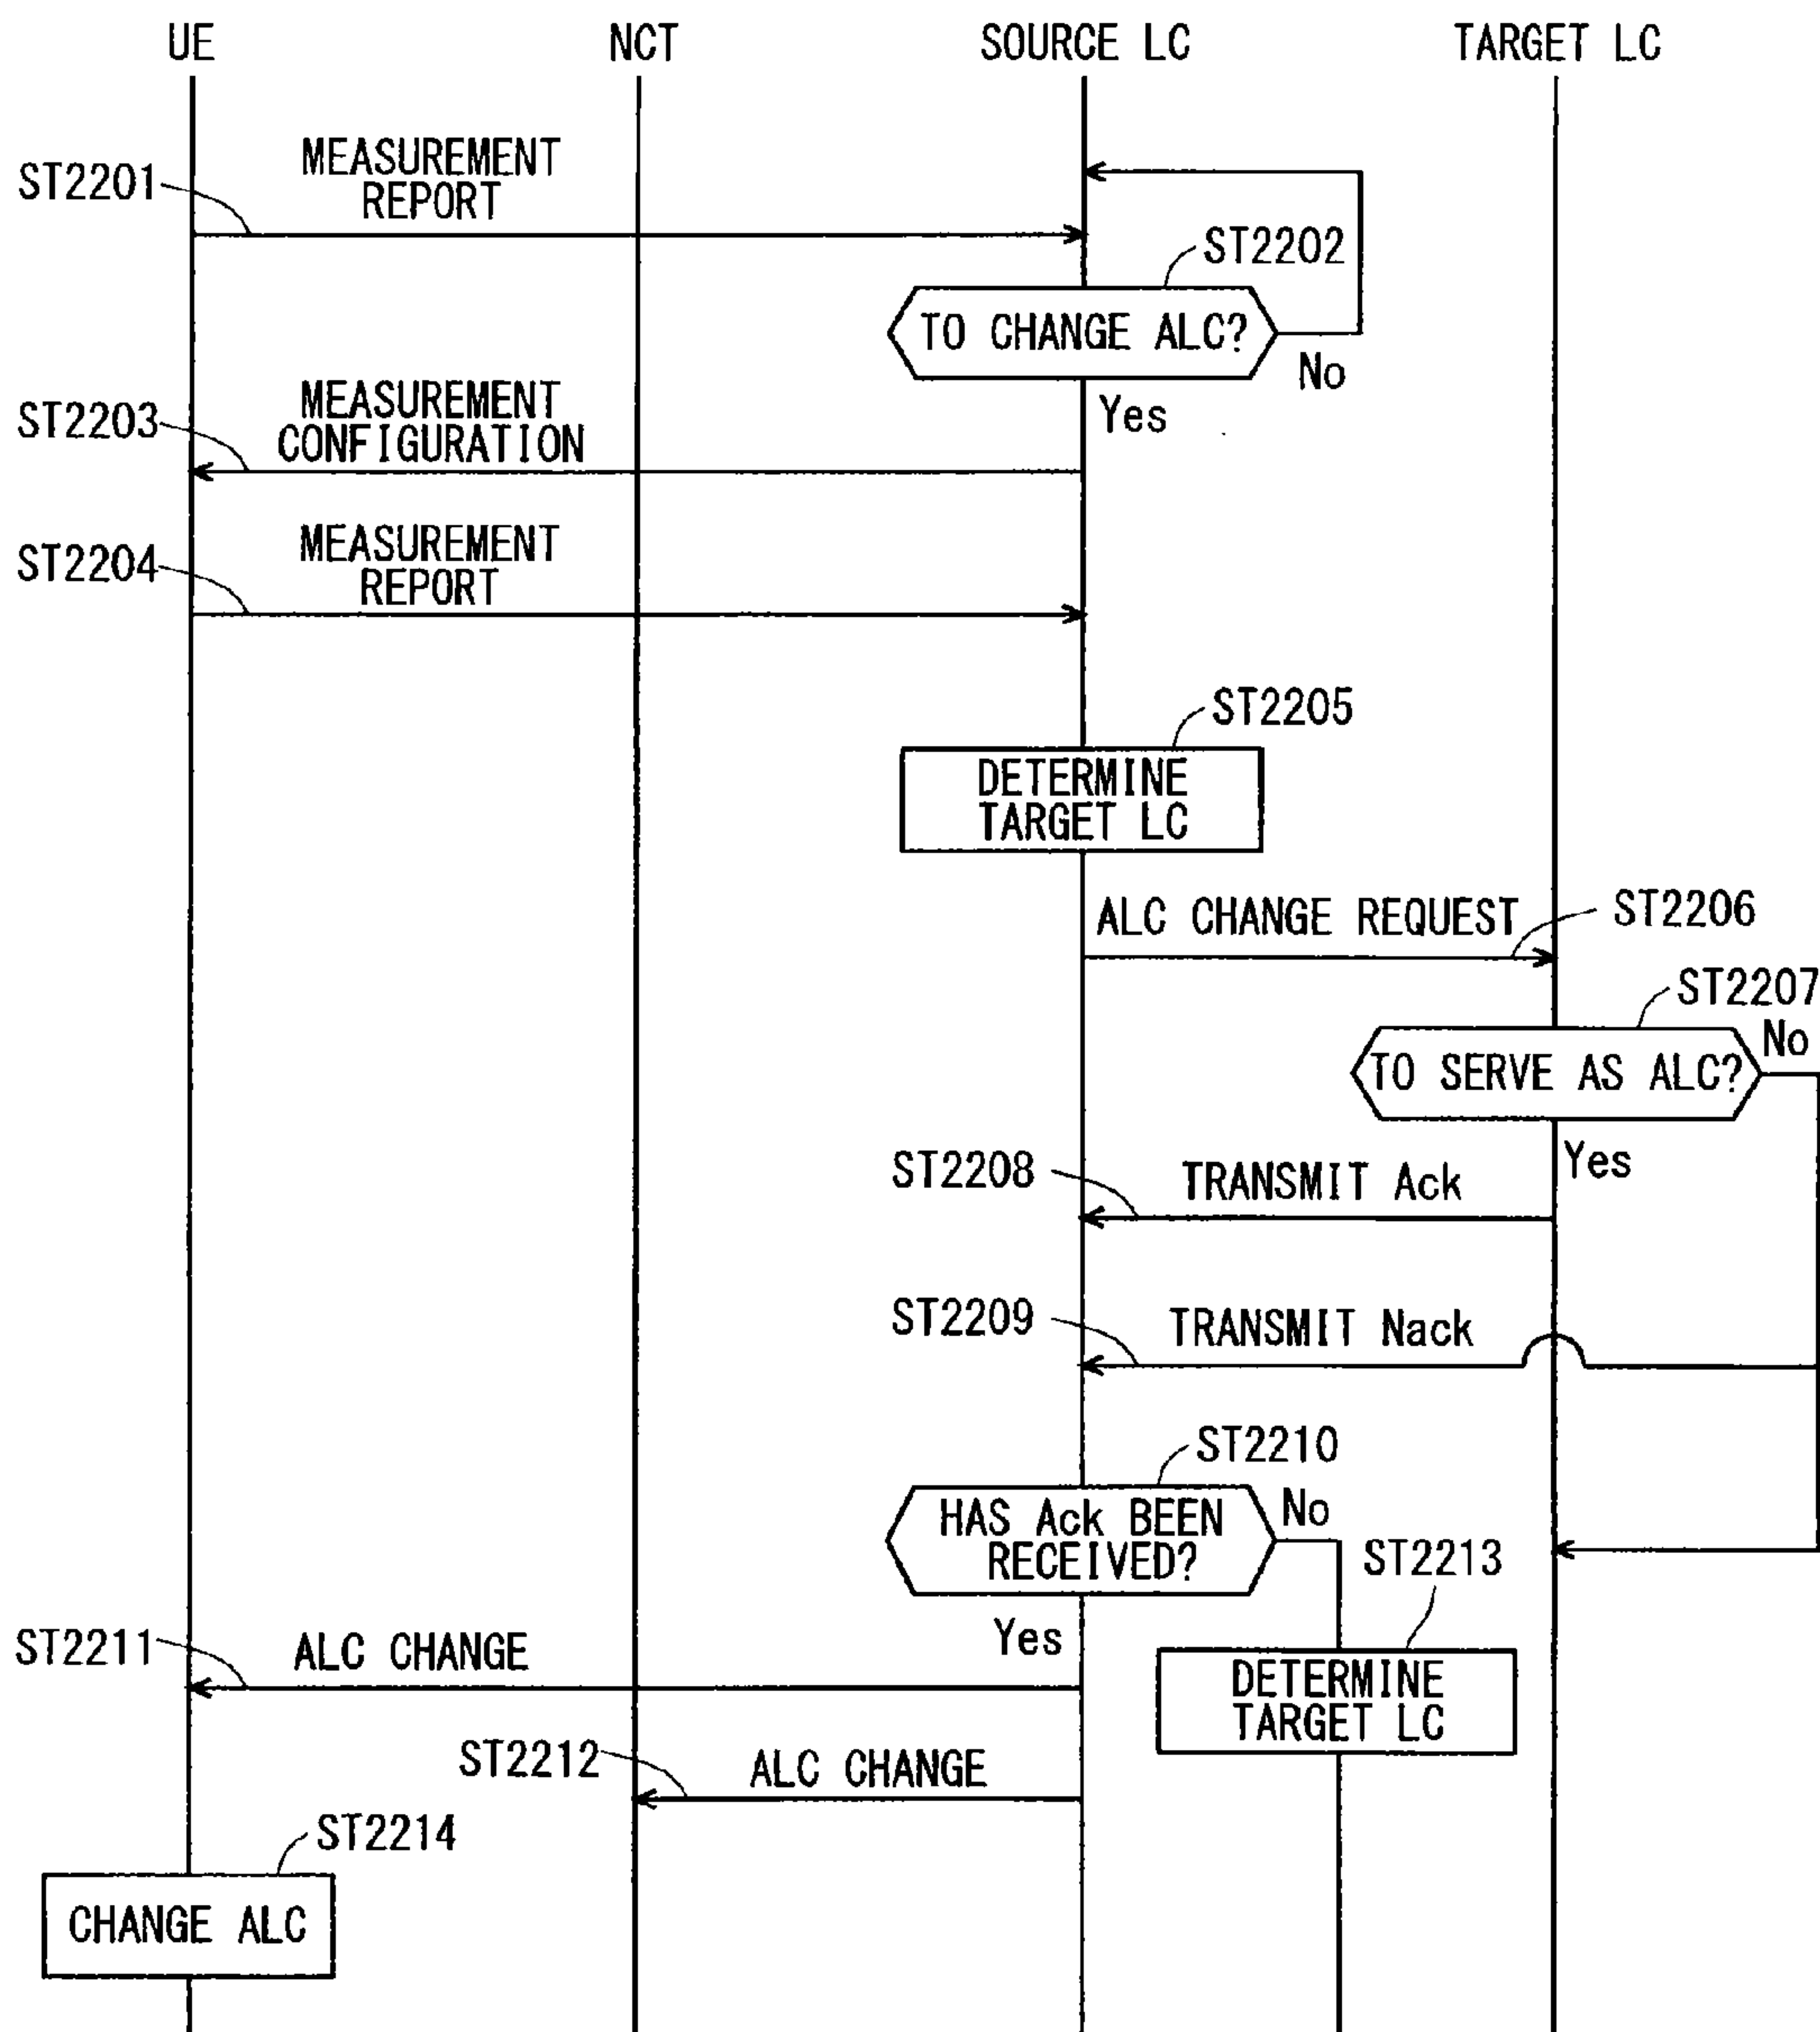 UE
NCT
SOURCE LC
TARGET LC
ST2201
MEASUREMENT
REPORT
ST2202
TO CHANGE ALC?
No
Yes
ST2203
MEASUREMENT
CONFIGURATION
ST2204
MEASUREMENT
REPORT
ST2205
DETERMINE
TARGET LC
ALC CHANGE REQUEST
ST2206
ST2207
TO SERVE AS ALC?
No
Yes
ST2208
TRANSMIT Ack
ST2209
TRANSMIT Nack
ST2210
HAS Ack BEEN
RECEIVED?
No
Yes
ST2213
DETERMINE
TARGET LC
ST2211
ALC CHANGE
ST2212
ALC CHANGE
ST2214
CHANGE ALC